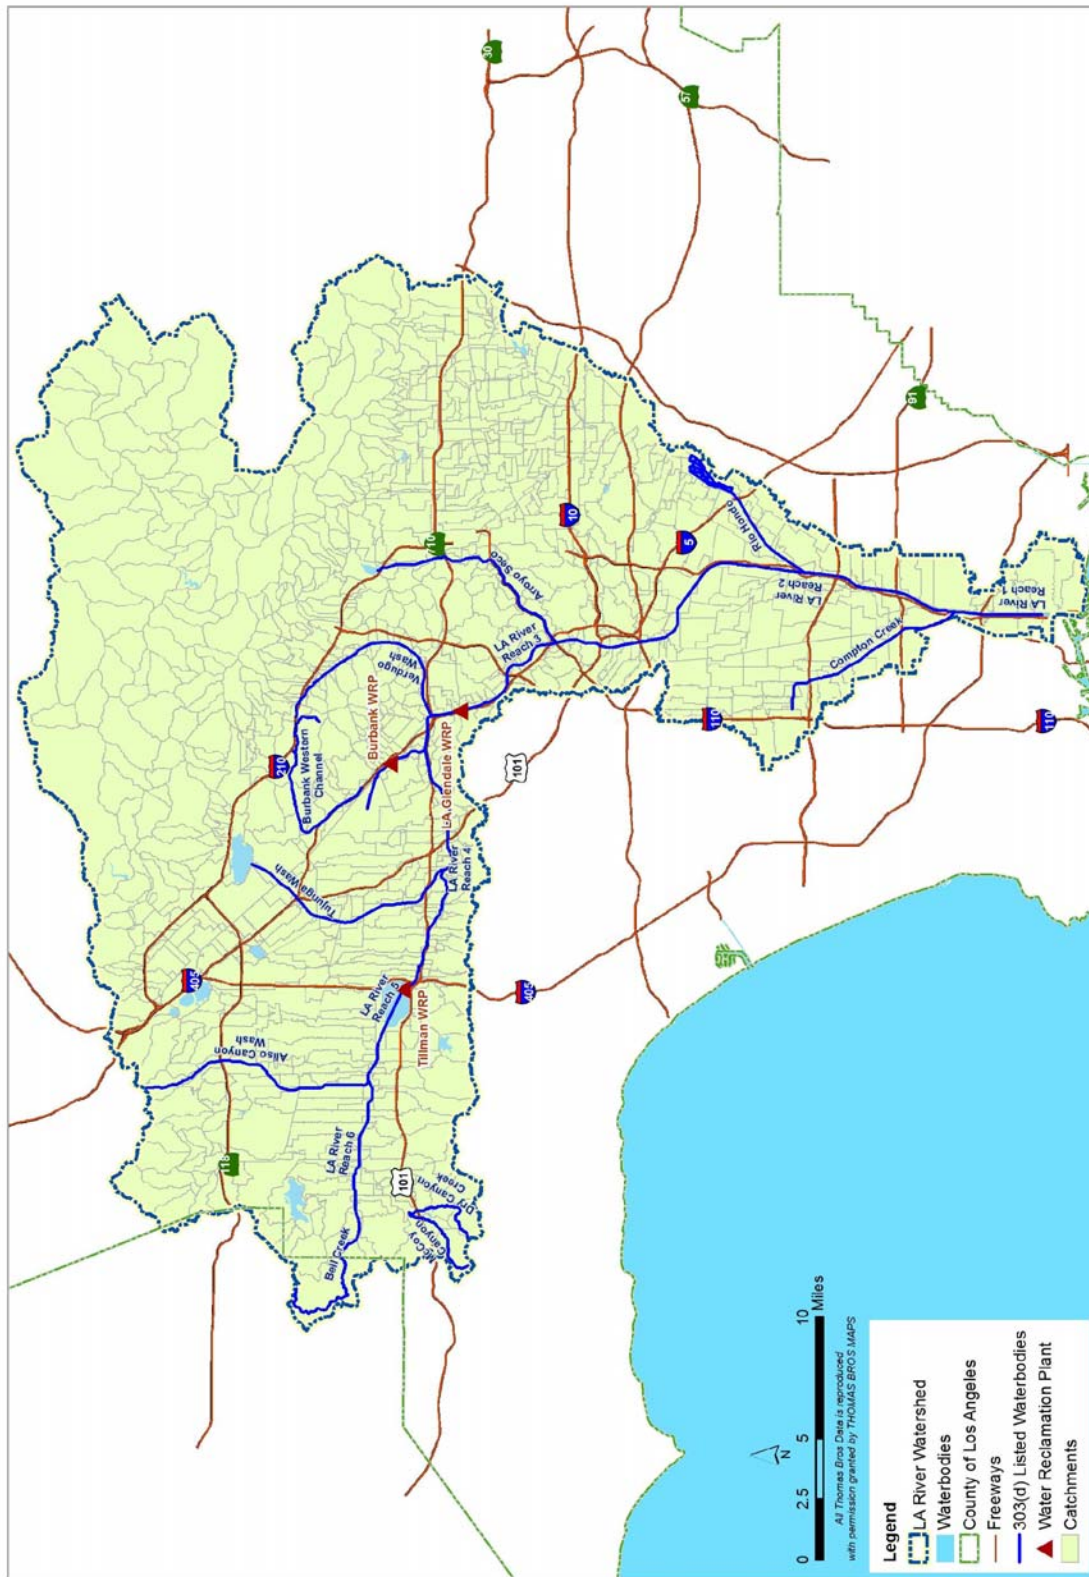 30
57
118
405
210
710
10
5
91
110
110
405
101
101
Aliso Canyon
Wash
Tujunga Wash
Burbank Western
Channel
Verdugo
Wash
Burbank WRP
Arroyo Seco
LA River
Reach 3
LA Glendale WRP
LA River
Reach 4
LA River
Reach 5
Tillman WRP
LA River
Reach 6
Bell Creek
McCoy
Canyon
Dry Canyon
Creek
Rio Hondo
LA River
Reach 2
Compton Creek
LA River
Reach 1
N
0
2.5
5
10
Miles
All Thomas Bros Data is reproduced
with permission granted by THOMAS BROS MAPS
Legend
LA River Watershed
Waterbodies
County of Los Angeles
Freeways
303(d) Listed Waterbodies
Water Reclamation Plant
Catchments